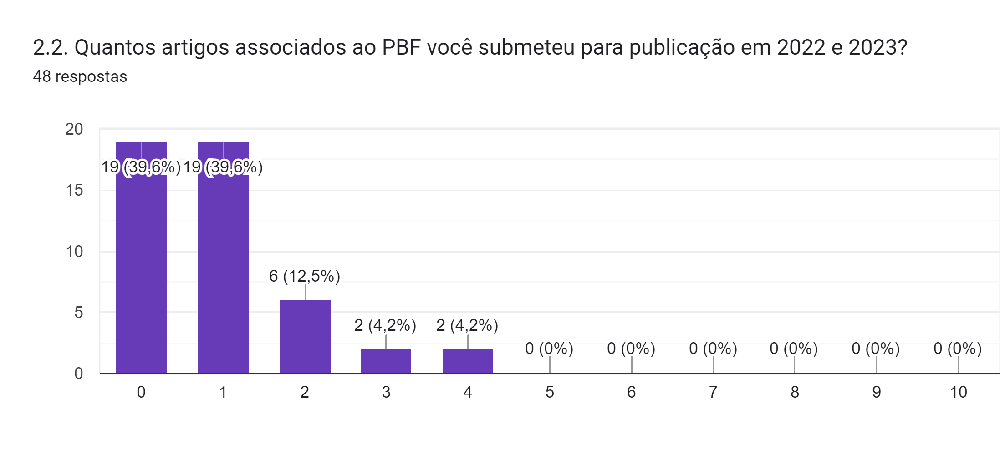 2.2. Quantos artigos associados ao PBF você submeteu para publicação em 2022 e 2023?
48 respostas
20
15
10
5
0
19 (39,6%) 19 (39,6%)
6 (12,5%)
2 (4,2%) 2 (4,2%)
0 (0%) 0 (0%) 0 (0%) 0 (0%) 0 (0%) 0 (0%)
0 1 2 3 4 5 6 7 8 9 10